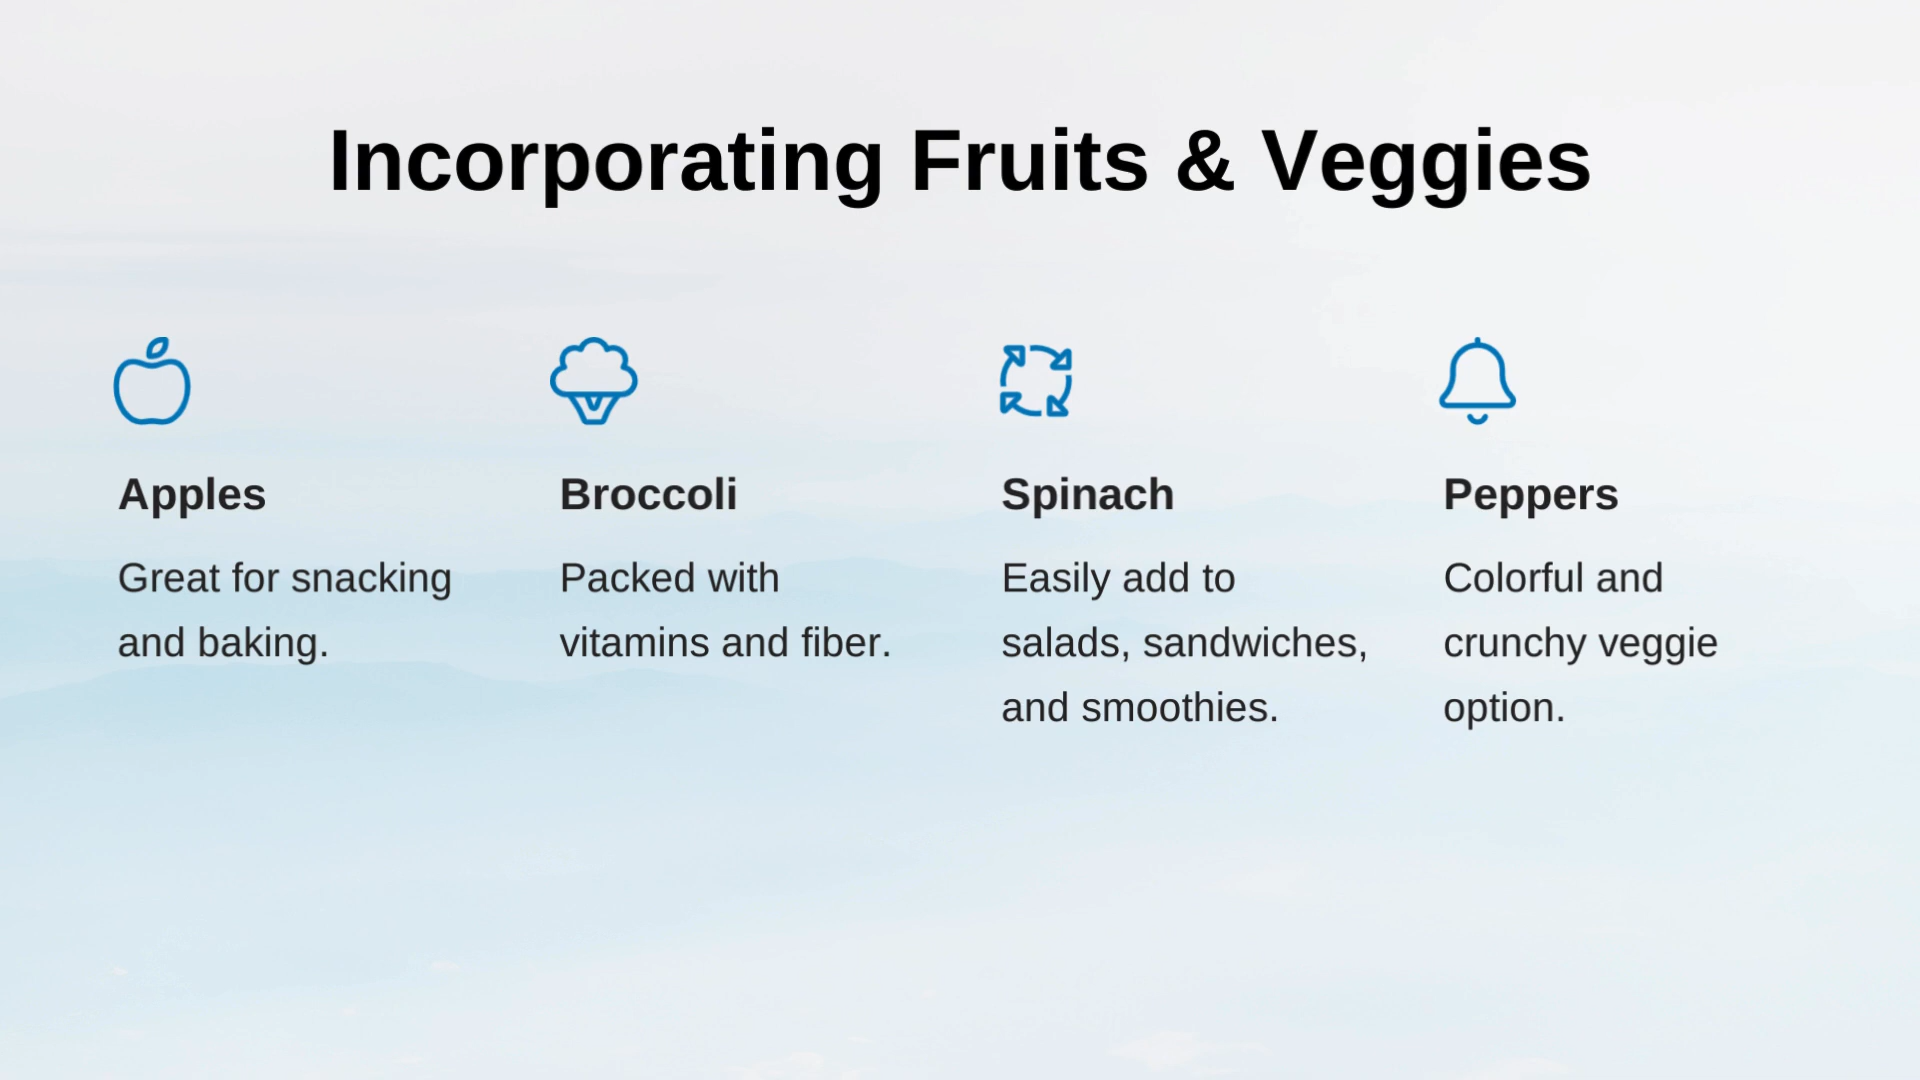 Incorporating Fruits & Veggies
Apples
Great for snacking
and baking.
Broccoli
Packed with
vitamins and fiber.
Spinach
Easily add to
salads, sandwiches,
and smoothies.
Peppers
Colorful and
crunchy veggie
option.